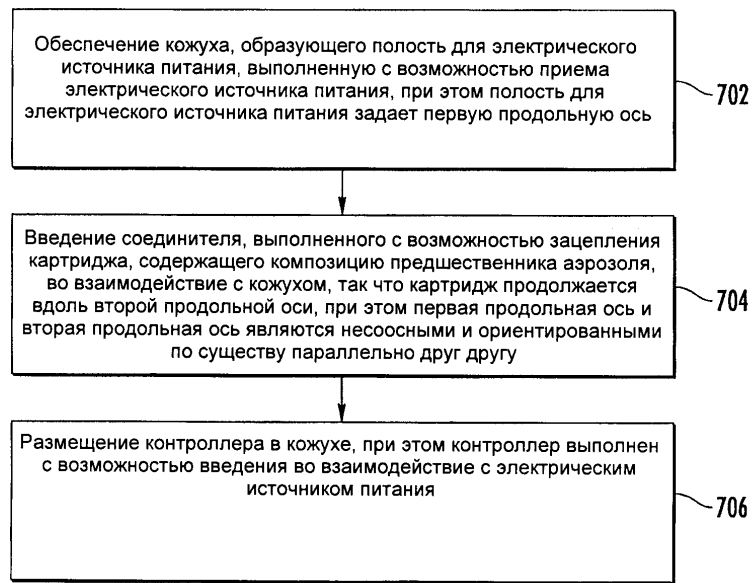 Обеспечение кожуха, образующего полость для электрического
источника питания, выполненную с возможностью приема
электрического источника питания, при этом полость для
электрического источника питания задает первую продольную ось
702
Введение соединителя, выполненного с возможностью зацепления
картриджа, содержащего композицию предшественника аэрозоля,
во взаимодействие с кожухом, так что картридж продолжается
вдоль второй продольной оси, при этом первая продольная ось и
вторая продольная ось являются несоосными и ориентированными
по существу параллельно друг другу
704
Размещение контроллера в кожухе, при этом контроллер выполнен
с возможностью введения во взаимодействие с электрическим
источником питания
706